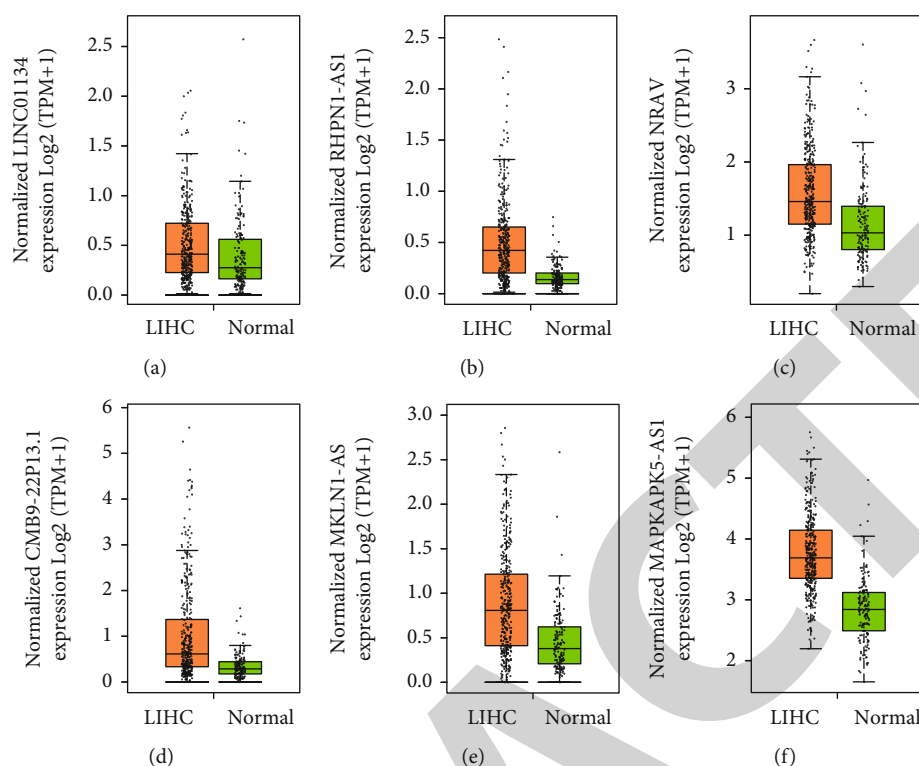 Normalized LINC01134
expression Log2 (TPM+1)
2.5
2.0
1.5
1.0
0.5
0.0
LIHC Normal
(a)
Normalized RHPN1-AS1
expression Log2 (TPM+1)
2.5
2.0
1.5
1.0
0.5
0.0
LIHC Normal
(b)
Normalized NRAV
expression Log2 (TPM+1)
3
2
1
LIHC Normal
(c)
Normalized CMB9-22P13.1
expression Log2 (TPM+1)
6
5
4
3
2
1
0
LIHC Normal
(d)
Normalized MKLN1-AS
expression Log2 (TPM+1)
3.0
2.5
2.0
1.5
1.0
0.5
0.0
LIHC Normal
(e)
Normalized MAPKAPK5-AS1
expression Log2 (TPM+1)
6
5
4
3
2
LIHC Normal
(f)